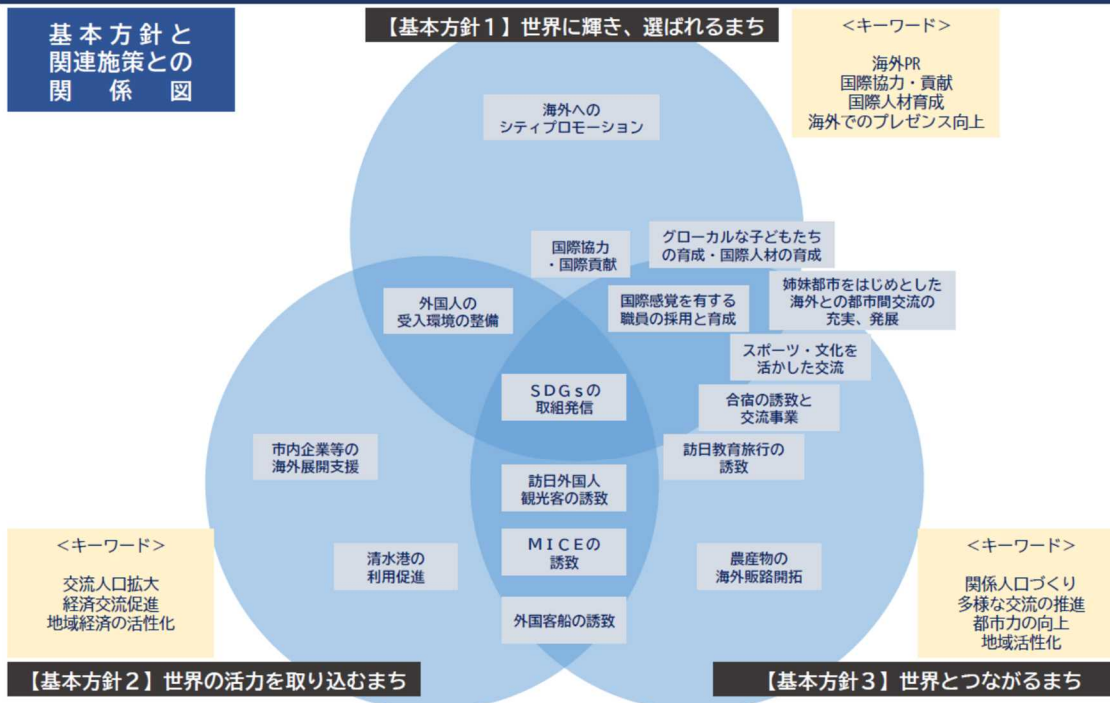 基本方針と
関連施策との
関係図
【基本方針１】世界に輝き、選ばれるまち
＜キーワード＞
海外PR
国際協力・貢献
国際人材育成
海外でのプレゼンス向上
海外への
シティプロモーション
国際協力
・国際貢献
グローカルな子どもたち
の育成・国際人材の育成
外国人の
受入環境の整備
国際感覚を有する
職員の採用と育成
姉妹都市をはじめとした
海外との都市間交流の
充実、発展
スポーツ・文化を
活かした交流
ＳＤＧｓの
取組発信
合宿の誘致と
交流事業
市内企業等の
海外展開支援
訪日教育旅行の
誘致
訪日外国人
観光客の誘致
ＭＩＣＥの
誘致
清水港の
利用促進
農産物の
海外販路開拓
外国客船の誘致
＜キーワード＞
交流人口拡大
経済交流促進
地域経済の活性化
＜キーワード＞
関係人口づくり
多様な交流の推進
都市力の向上
地域活性化
【基本方針２】世界の活力を取り込むまち
【基本方針３】世界とつながるまち